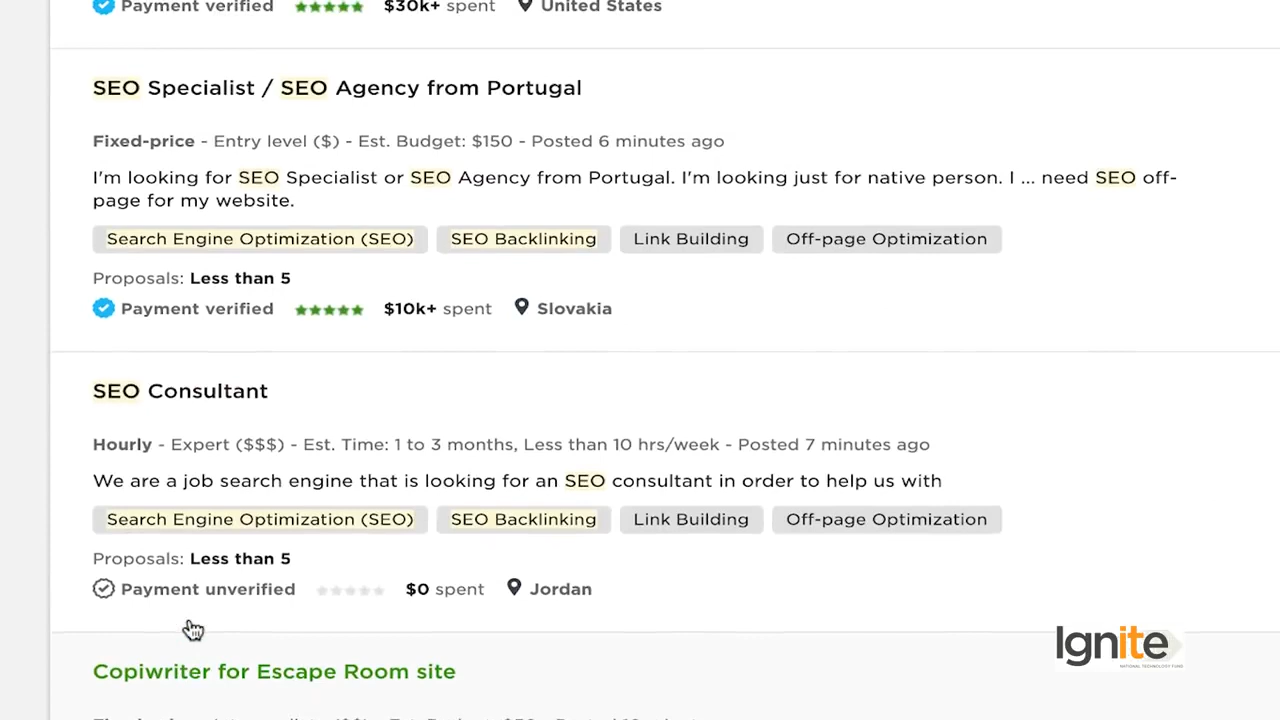 Payment verified $30k+ spent United States
SEO Specialist / SEO Agency from Portugal
Fixed-price - Entry level ($) - Est. Budget: $150 - Posted 6 minutes ago
I'm looking for SEO Specialist or SEO Agency from Portugal. I'm looking just for native person. I ... need SEO off-
page for my website.
Search Engine Optimization (SEO) SEO Backlinking Link Building Off-page Optimization
Proposals: Less than 5
Payment verified $10k+ spent Slovakia
SEO Consultant
Hourly - Expert ($$$) - Est. Time: 1 to 3 months, Less than 10 hrs/week - Posted 7 minutes ago
We are a job search engine that is looking for an SEO consultant in order to help us with
Search Engine Optimization (SEO) SEO Backlinking Link Building Off-page Optimization
Proposals: Less than 5
Payment unverified $0 spent Jordan
Ignite
NATIONAL TECHNOLOGY FUND
Copiwriter for Escape Room site